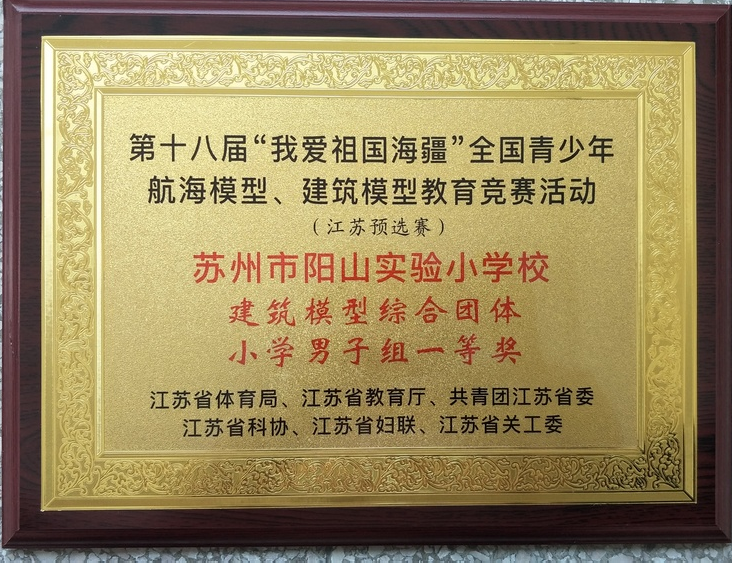 第十八届“我爱祖国海疆”全国青少年
航海模型、建筑模型教育竞赛活动
（江苏预选赛）
苏州市阳山实验小学校
建筑模型综合团体
小学男子组一等奖
江苏省体育局、江苏省教育厅、共青团江苏省委
江苏省科协、江苏省妇联、江苏省关工委